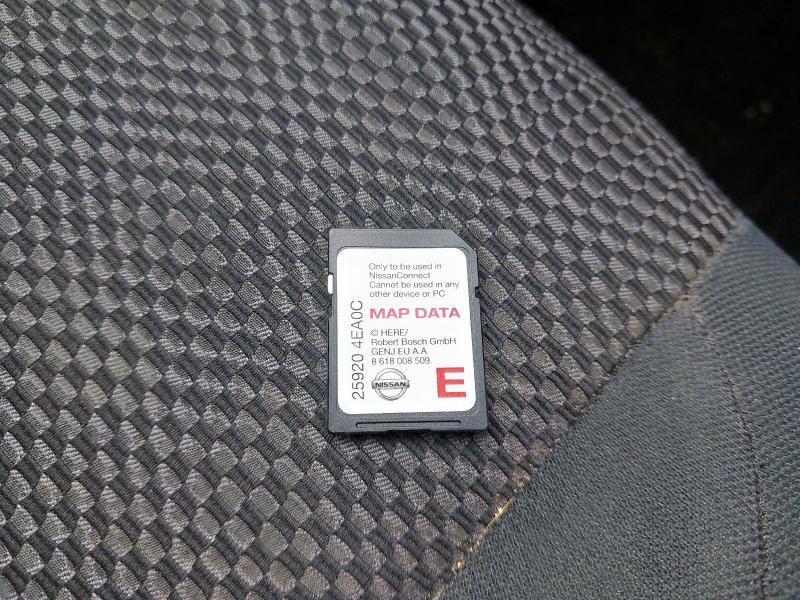 Only to be used in
NissanConnect
Cannot be used in any
other device or PC
MAP DATA
© HERE/
Robert Bosch GmbH
GENJ EU A.A
8 618 008 509
NISSAN
E
25920 4EA0C